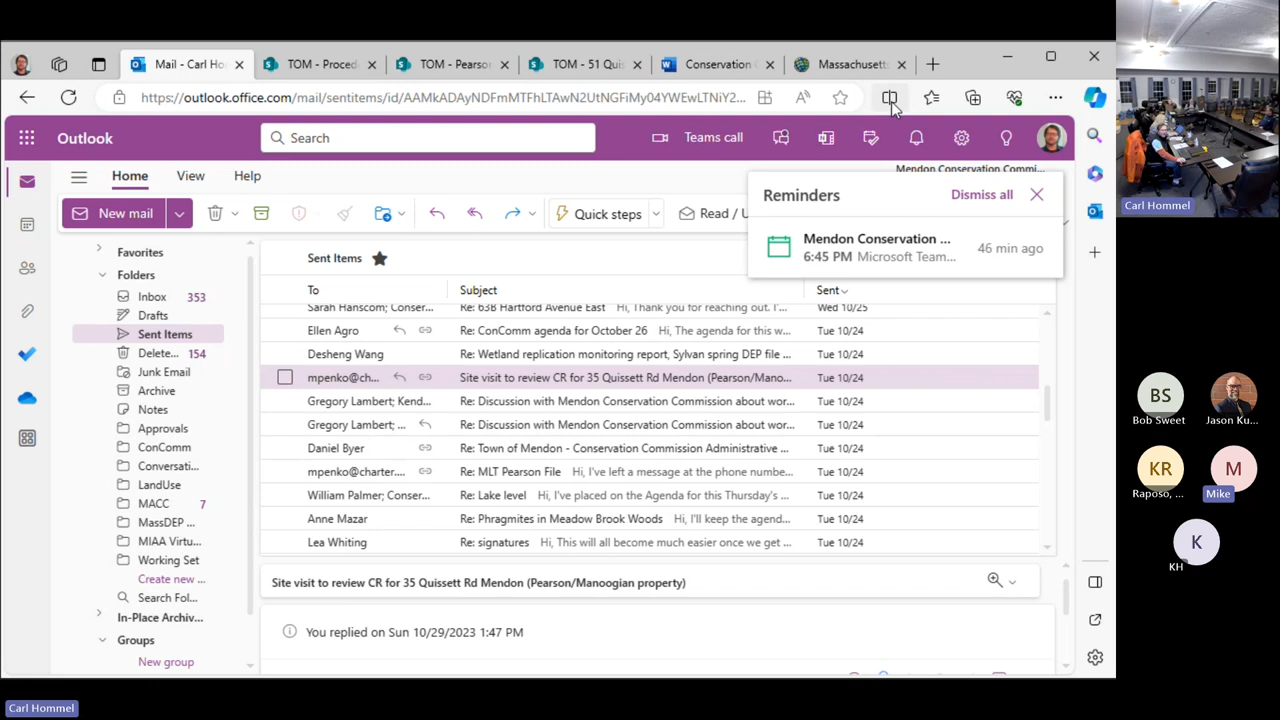 Mail - Carl Ho
TOM - Proced
TOM - Pearson
TOM - 51 Quis
Conservation
Massachusetts
https://outlook.office.com/mail/sentitems/id/AAMkADAyNDFmMTFhLTAwN2UtNGFiMy04YWEwLTNiY2...
Outlook
Search
Teams call
Home
View
Help
Mendon Conservation Commi...
New mail
Quick steps
Read / U
Reminders
Dismiss all
Mendon Conservation ...
6:45 PM Microsoft Team...
46 min ago
Favorites
Folders
Inbox 353
Drafts
Sent Items
Delete... 154
Junk Email
Archive
Notes
Approvals
ConComm
Conversati...
LandUse
MACC 7
MassDEP ...
MIAA Virtu...
Working Set
Create new ...
Search Fol...
In-Place Archiv...
Groups
New group
Sent Items
To Subject Sent
Sarah Hanscom; Conser... Re: 63B Hartford Avenue East Hi, Thank you for reaching out. I'... Wed 10/25
Ellen Agro Re: ConComm agenda for October 26 Hi, The agenda for this w... Tue 10/24
Desheng Wang Re: Wetland replication monitoring report, Sylvan spring DEP file ... Tue 10/24
mpenko@ch... Site visit to review CR for 35 Quissett Rd Mendon (Pearson/Mano... Tue 10/24
Gregory Lambert; Kend... Re: Discussion with Mendon Conservation Commission about wor... Tue 10/24
Gregory Lambert; ... Re: Discussion with Mendon Conservation Commission about wor... Tue 10/24
Daniel Byer Re: Town of Mendon - Conservation Commission Administrative ... Tue 10/24
mpenko@charter.... Re: MLT Pearson File Hi, I've left a message at the phone numbe... Tue 10/24
William Palmer; Conser... Re: Lake level Hi, I've placed on the Agenda for this Thursday's ... Tue 10/24
Anne Mazar Re: Phragmites in Meadow Brook Woods Hi, I'll keep the agend... Tue 10/24
Lea Whiting Re: signatures Hi, This will all become much easier once we get ... Tue 10/24
Site visit to review CR for 35 Quissett Rd Mendon (Pearson/Manoogian property)
You replied on Sun 10/29/2023 1:47 PM
Carl Hommel
BS
Bob Sweet
Jason Ku...
KR
Raposo, ...
M
Mike
K
KH
Carl Hommel